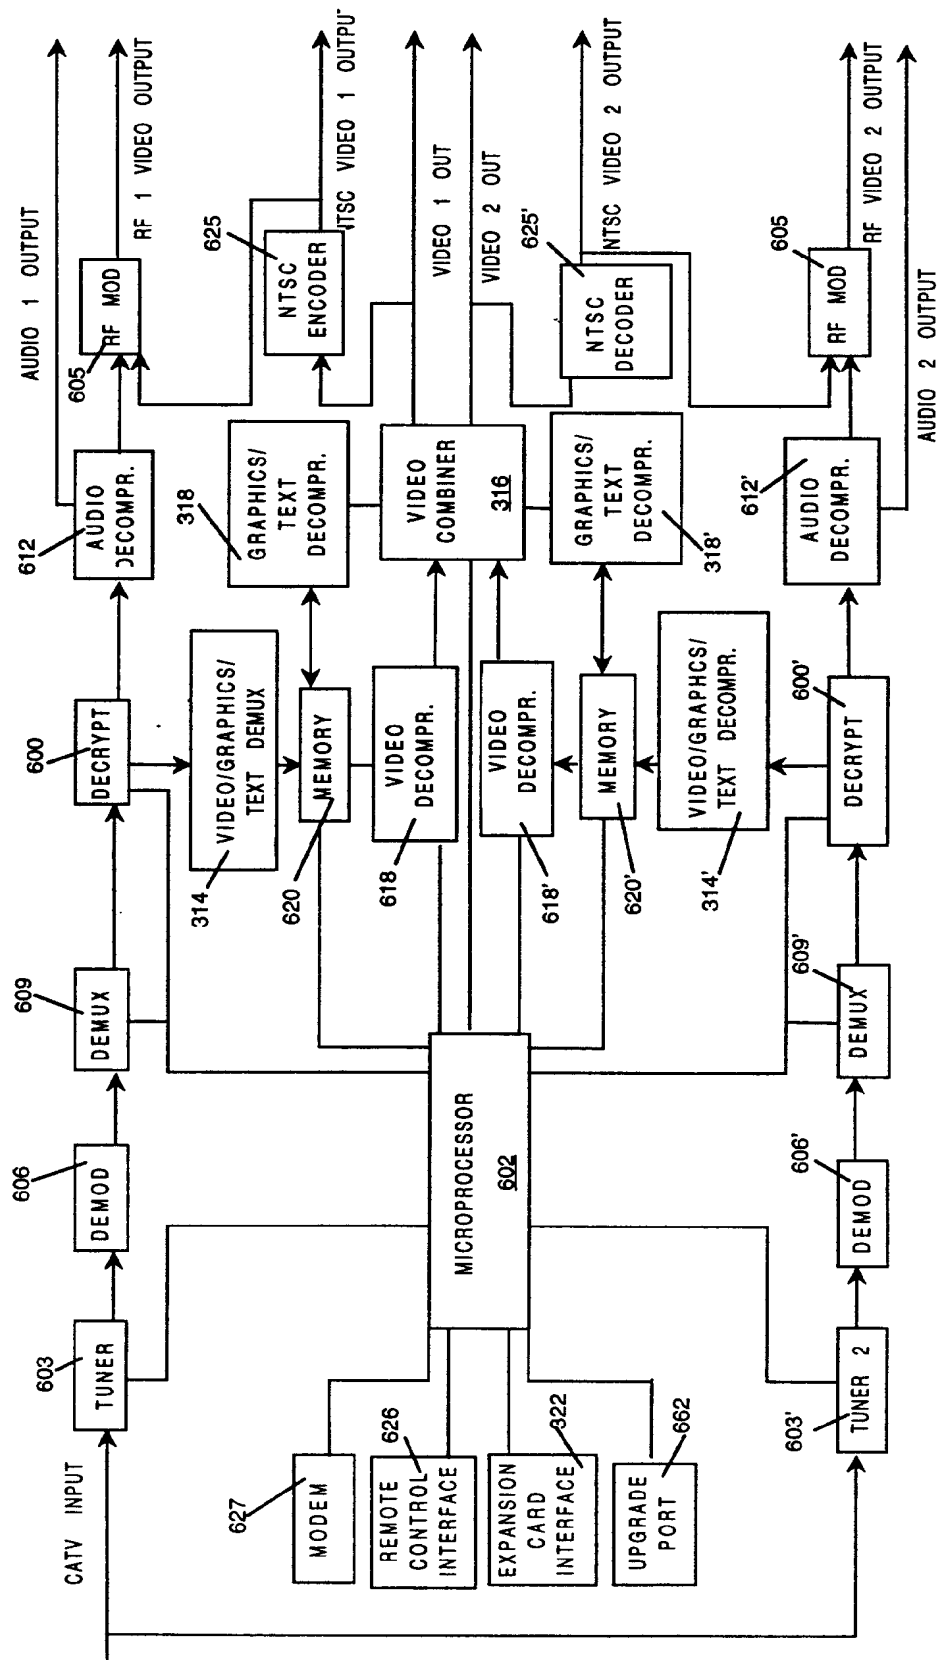 CATV INPUT
603
TUNER
606
DEMOD
609
DEMUX
600
DECRYPT
612
AUDIO
DECOMPR.
605
RF MOD
AUDIO 1 OUTPUT
RF 1 VIDEO OUTPUT
314
VIDEO/GRAPHICS/
TEXT DEMUX
318
GRAPHICS/
TEXT
DECOMPR.
625
NTSC
ENCODER
NTSC VIDEO 1 OUTPUT
627
MODEM
620
MEMORY
626
REMOTE
CONTROL
INTERFACE
618
VIDEO
DECOMPR.
VIDEO
COMBINER
316
VIDEO 1 OUT
MICROPROCESSOR
602
VIDEO 2 OUT
322
EXPANSION
CARD
INTERFACE
618'
VIDEO
DECOMPR.
625'
NTSC
DECODER
NTSC VIDEO 2 OUTPUT
662
UPGRADE
PORT
620'
MEMORY
318'
GRAPHICS/
TEXT
DECOMPR.
314'
VIDEO/GRAPHCS/
TEXT DECOMPR.
603'
TUNER 2
606'
DEMOD
609'
DEMUX
600'
DECRYPT
612'
AUDIO
DECOMPR.
605
RF MOD
RF VIDEO 2 OUTPUT
AUDIO 2 OUTPUT